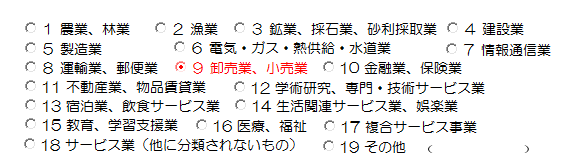 1 農業、林業 2 漁業 3 鉱業、採石業、砂利採取業 4 建設業
5 製造業 6 電気・ガス・熱供給・水道業 7 情報通信業
8 運輸業、郵便業 9 卸売業、小売業 10 金融業、保険業
11 不動産業、物品賃貸業 12 学術研究、専門・技術サービス業
13 宿泊業、飲食サービス業 14 生活関連サービス業、娯楽業
15 教育、学習支援業 16 医療、福祉 17 複合サービス事業
18 サービス業（他に分類されないもの） 19 その他 （ ）